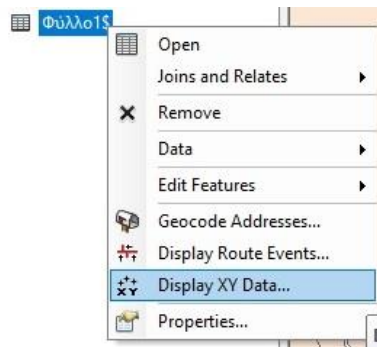 Φύλλο1$
Open
Joins and Relates
Remove
Data
Edit Features
Geocode Addresses...
Display Route Events...
Display XY Data...
Properties...